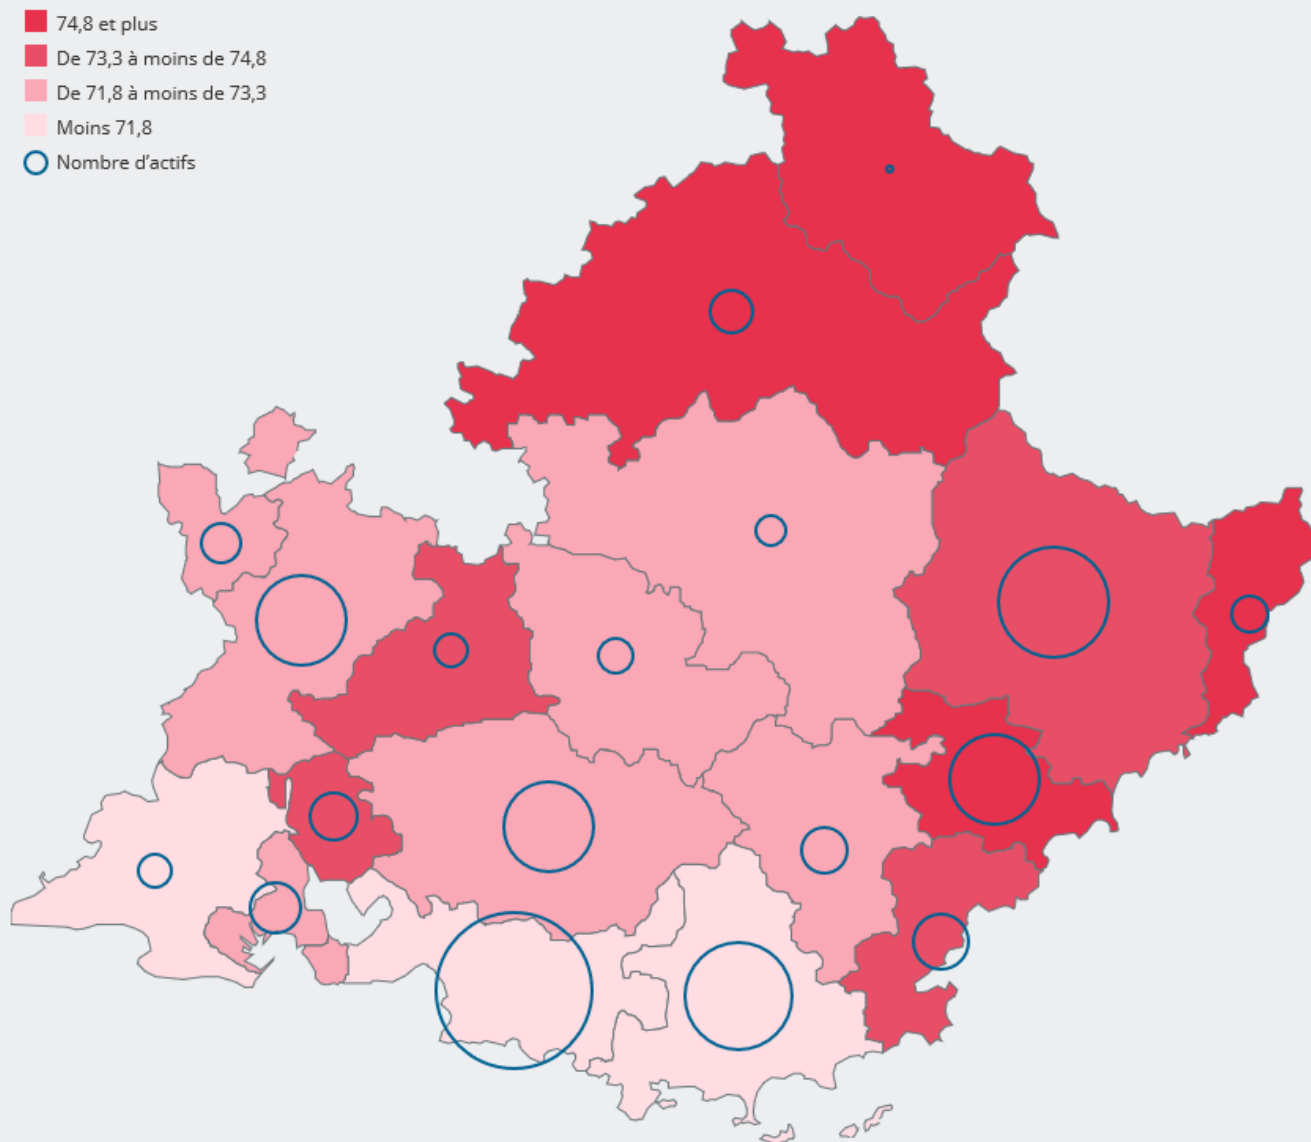 74,8 et plus
De 73,3 à moins de 74,8
De 71,8 à moins de 73,3
Moins 71,8
Nombre d’actifs